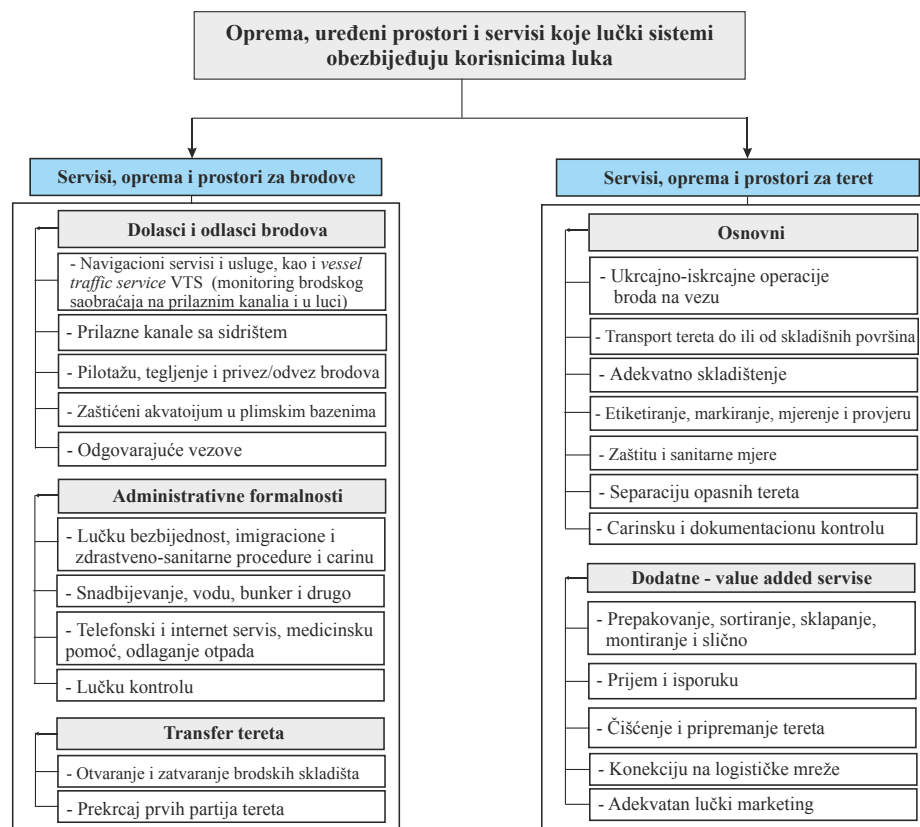 Oprema, uređeni prostori i servisi koje lučki sistemi
obezbijeđuju korisnicima luka
Servisi, oprema i prostori za brodove
Dolasci i odlasci brodova
- Navigacioni servisi i usluge, kao i vessel
traffic service VTS (monitoring brodskog
saobraćaja na prilaznim kanalia i u luci)
- Prilazne kanale sa sidrištem
- Pilotažu, tegljenje i privez/odvez brodova
- Zaštićeni akvatoijum u plimskim bazenima
- Odgovarajuće vezove
Administrativne formalnosti
- Lučku bezbijednost, imigracione i
zdrastveno-sanitarne procedure i carinu
- Snadbijevanje, vodu, bunker i drugo
- Telefonski i internet servis, medicinsku
pomoć, odlaganje otpada
- Lučku kontrolu
Transfer tereta
- Otvaranje i zatvaranje brodskih skladišta
- Prekrcaj prvih partija tereta
Servisi, oprema i prostori za teret
Osnovni
- Ukrcajno-iskrcajne operacije
broda na vezu
- Transport tereta do ili od skladišnih površina
- Adekvatno skladištenje
- Etiketiranje, markiranje, mjerenje i provjeru
- Zaštitu i sanitarne mjere
- Separaciju opasnih tereta
- Carinsku i dokumentacionu kontrolu
Dodatne - value added servise
- Prepakovanje, sortiranje, sklapanje,
montiranje i slično
- Prijem i isporuku
- Čišćenje i pripremanje tereta
- Konekciju na logističke mreže
- Adekvatan lučki marketing